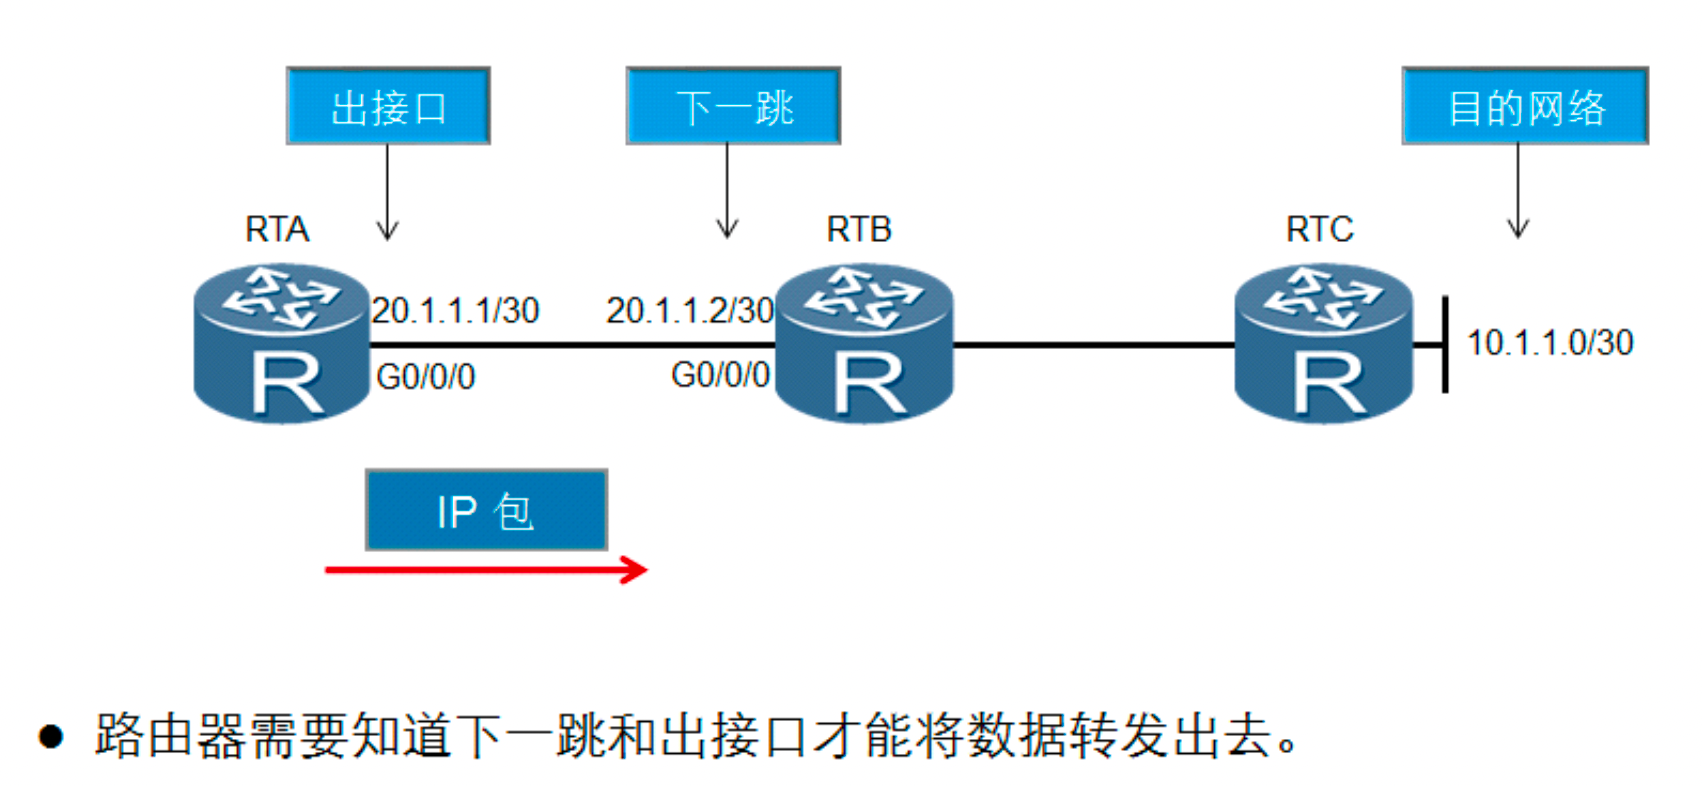 出接口
下一跳
目的网络
RTA
RTB
RTC
20.1.1.1/30
20.1.1.2/30
10.1.1.0/30
G0/0/0
G0/0/0
R
R
R
IP 包
● 路由器需要知道下一跳和出接口才能将数据转发出去。